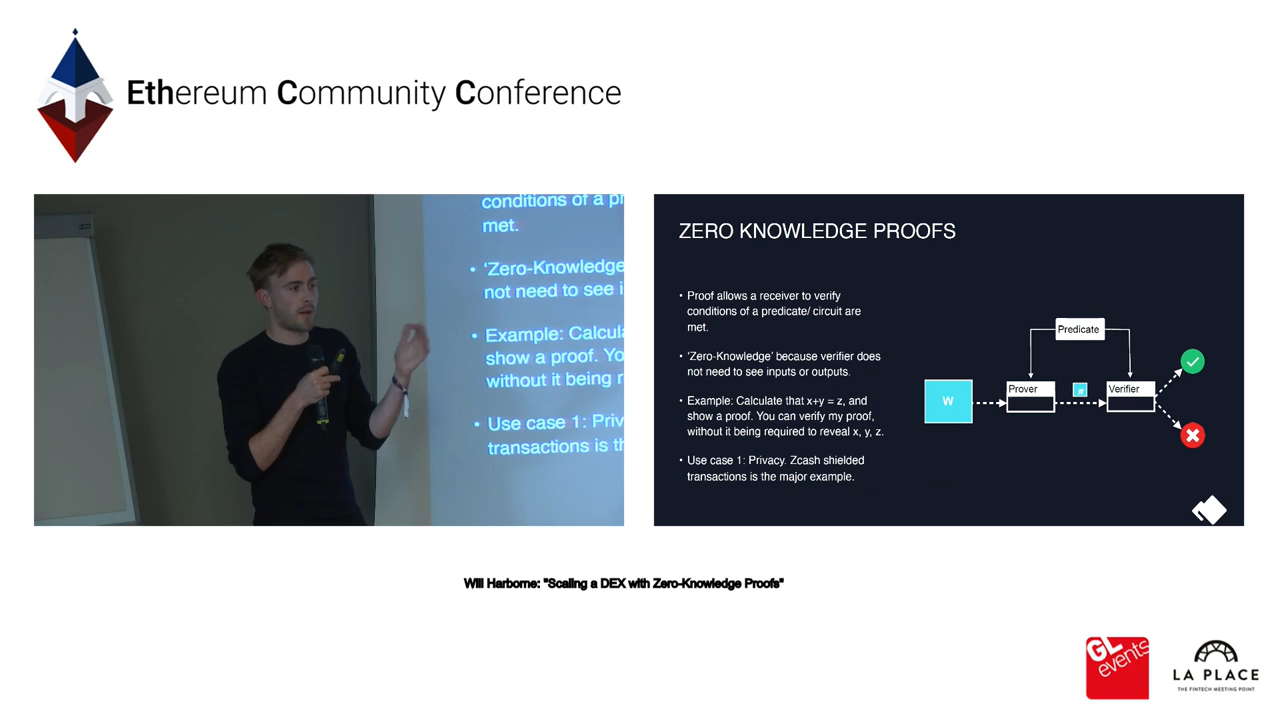 Ethereum Community Conference
conditions of a pr
met.
• 'Zero-Knowledge
not need to see i
• Example: Calcula
show a proof. Yo
without it being r
• Use case 1: Priv
transactions is th
ZERO KNOWLEDGE PROOFS
• Proof allows a receiver to verify
conditions of a predicate/ circuit are
met.
• 'Zero-Knowledge' because verifier does
not need to see inputs or outputs.
• Example: Calculate that x+y = z, and
show a proof. You can verify my proof,
without it being required to reveal x, y, z.
• Use case 1: Privacy. Zcash shielded
transactions is the major example.
Predicate
W
Prover
π
Verifier
Will Harborne: "Scaling a DEX with Zero-Knowledge Proofs"
GL
events
LA PLACE
THE FINTECH MEETING POINT